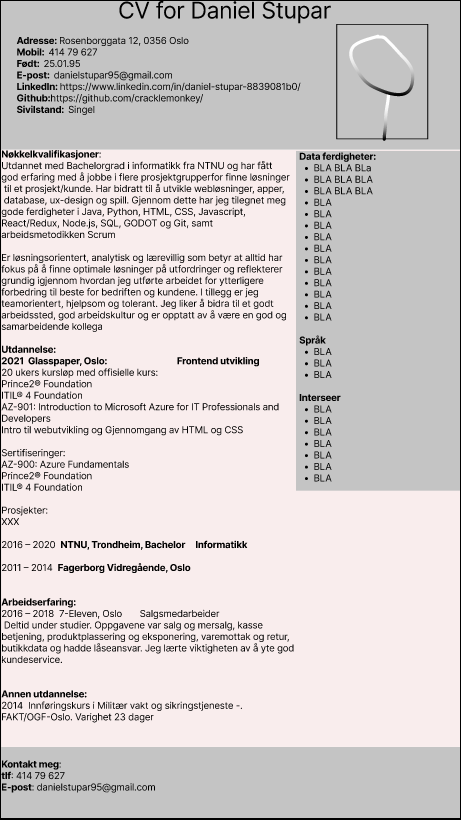 CV for Daniel Stupar
Adresse: Rosenborggata 12, 0356 Oslo
Mobil: 414 79 627
Født: 25.01.95
E-post: danielstupar95@gmail.com
LinkedIn: https://www.linkedin.com/in/daniel-stupar-8839081b0/
Github:https://github.com/cracklemonkey/
Sivilstand: Singel
Nøkkelkvalifikasjoner:
Utdannet med Bachelorgrad i informatikk fra NTNU og har fått
god erfaring med å jobbe i flere prosjektgrupperfor finne løsninger
til et prosjekt/kunde. Har bidratt til å utvikle webløsninger, apper,
database, ux-design og spill. Gjennom dette har jeg tilegnet meg
gode ferdigheter i Java, Python, HTML, CSS, Javascript,
React/Redux, Node.js, SQL, GODOT og Git, samt
arbeidsmetodikken Scrum
Er løsningsorientert, analytisk og lærevillig som betyr at alltid har
fokus på å finne optimale løsninger på utfordringer og reflekterer
grundig igjennom hvordan jeg utførte arbeidet for ytterligere
forbedring til beste for bedriften og kundene. I tillegg er jeg
teamorientert, hjelpsom og tolerant. Jeg liker å bidra til et godt
arbeidssted, god arbeidskultur og er opptatt av å være en god og
samarbeidende kollega
Utdannelse:
2021 Glasspaper, Oslo: Frontend utvikling
20 ukers kursløp med offisielle kurs:
Prince2® Foundation
ITIL® 4 Foundation
AZ-901: Introduction to Microsoft Azure for IT Professionals and
Developers
Intro til webutvikling og Gjennomgang av HTML og CSS
Sertifiseringer:
AZ-900: Azure Fundamentals
Prince2® Foundation
ITIL® 4 Foundation
Prosjekter:
XXX
2016 – 2020 NTNU, Trondheim, Bachelor Informatikk
2011 – 2014 Fagerborg Vidregående, Oslo
Arbeidserfaring:
2016 – 2018 7-Eleven, Oslo Salgsmedarbeider
Deltid under studier. Oppgavene var salg og mersalg, kasse
betjening, produktplassering og eksponering, varemottak og retur,
butikkdata og hadde låseansvar. Jeg lærte viktigheten av å yte god
kundeservice.
Annen utdannelse:
2014 Innføringskurs i Militær vakt og sikringstjeneste -.
FAKT/OGF-Oslo. Varighet 23 dager
Data ferdigheter:
• BLA BLA BLa
• BLA BLA BLA
• BLA BLA BLA
• BLA
• BLA
• BLA
• BLA
• BLA
• BLA
• BLA
• BLA
• BLA
• BLA
• BLA
Språk
• BLA
• BLA
• BLA
Interseer
• BLA
• BLA
• BLA
• BLA
• BLA
• BLA
• BLA
Kontakt meg:
tlf: 414 79 627
E-post: danielstupar95@gmail.com